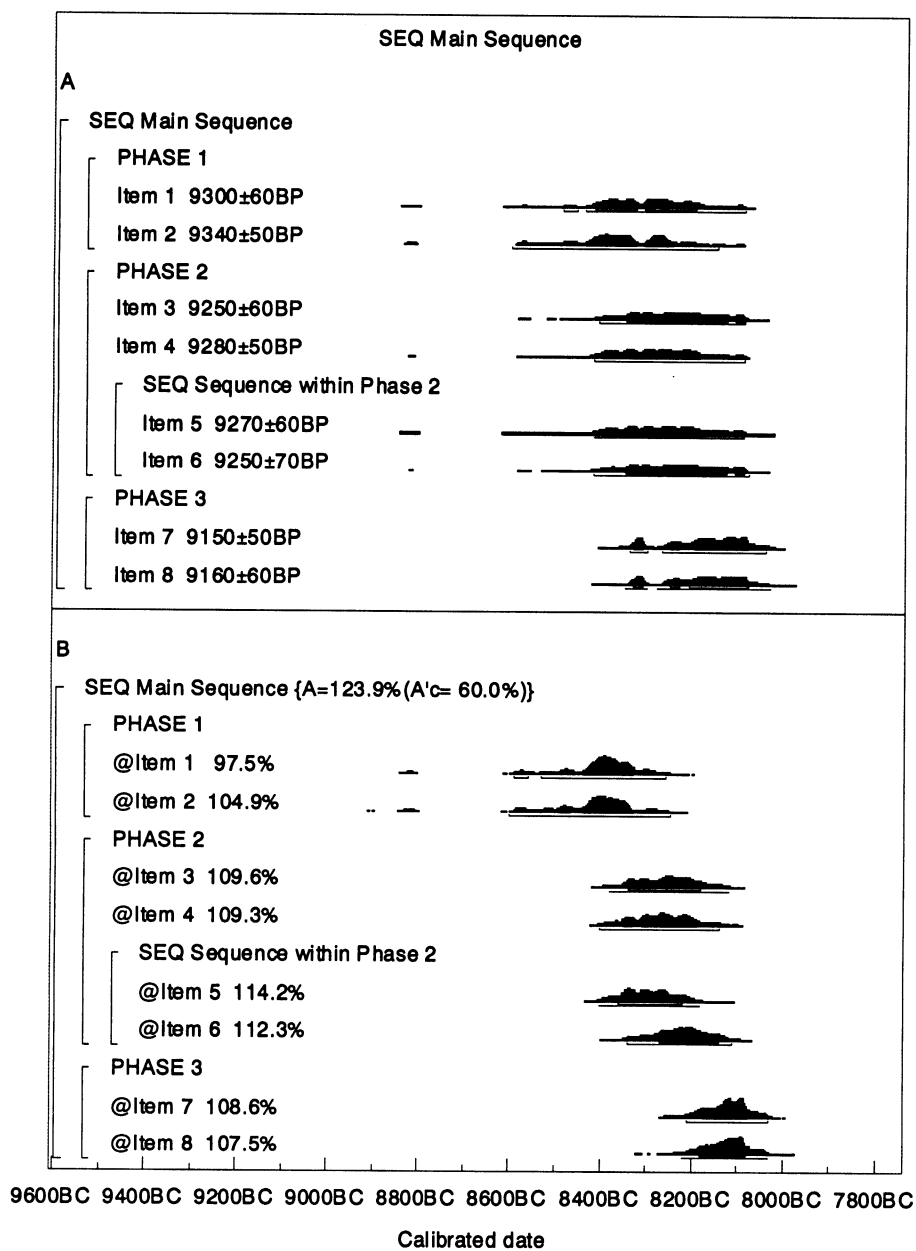 SEQ Main Sequence
A
SEQ Main Sequence
PHASE 1
Item 1 9300±60BP
Item 2 9340±50BP
PHASE 2
Item 3 9250±60BP
Item 4 9280±50BP
SEQ Sequence within Phase 2
Item 5 9270±60BP
Item 6 9250±70BP
PHASE 3
Item 7 9150±50BP
Item 8 9160±60BP
B
SEQ Main Sequence {A=123.9%(A'c= 60.0%)}
PHASE 1
@Item 1 97.5%
@Item 2 104.9%
PHASE 2
@Item 3 109.6%
@Item 4 109.3%
SEQ Sequence within Phase 2
@Item 5 114.2%
@Item 6 112.3%
PHASE 3
@Item 7 108.6%
@Item 8 107.5%
9600BC 9400BC 9200BC 9000BC 8800BC 8600BC 8400BC 8200BC 8000BC 7800BC
Calibrated date